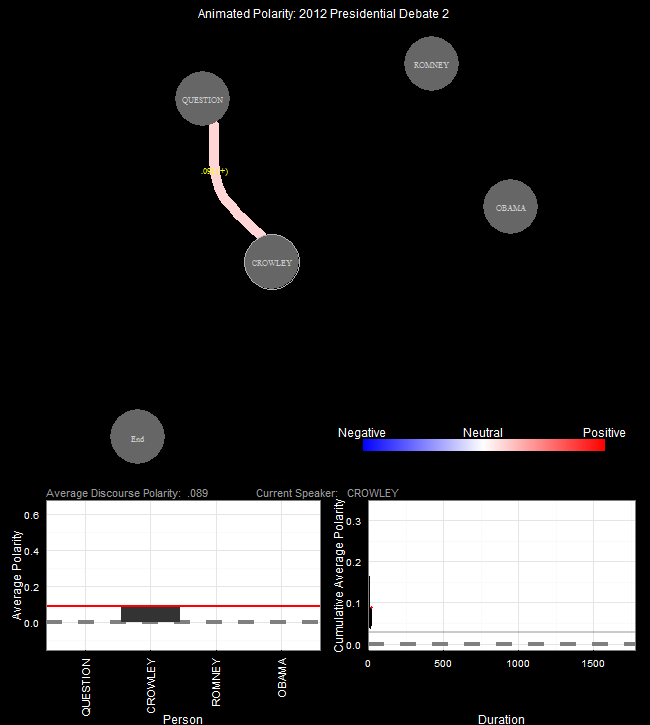 Animated Polarity: 2012 Presidential Debate 2
ROMNEY
QUESTION
OBAMA
CROWLEY
End
Negative Neutral Positive
Average Discourse Polarity: .089 Current Speaker: CROWLEY
Average Polarity
0.6
0.4
0.2
0.0
QUESTION
CROWLEY
ROMNEY
OBAMA
Person
Cumulative Average Polarity
0.3
0.2
0.1
0.0
0 500 1000 1500
Duration